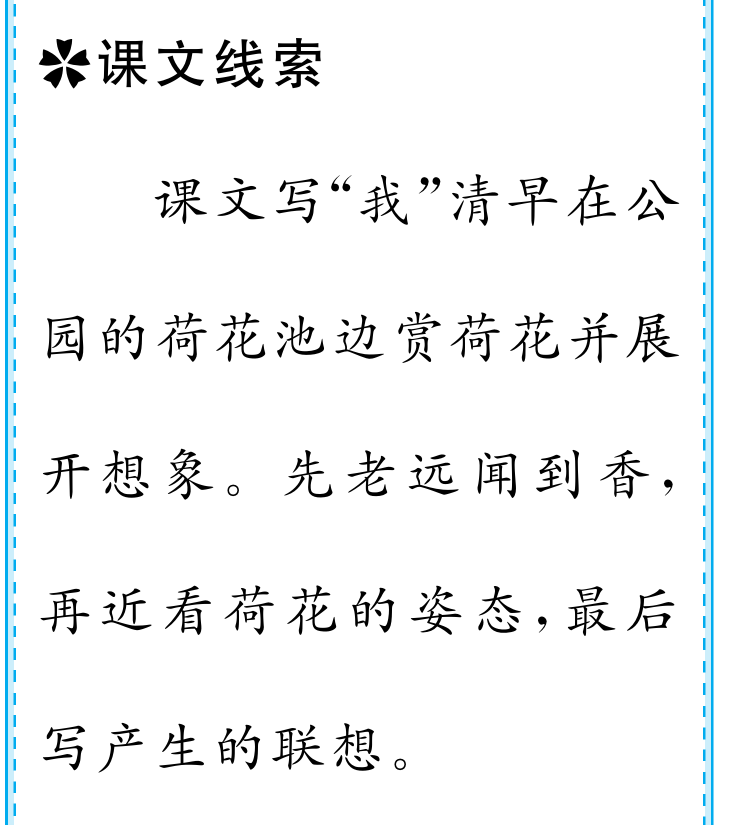 课文线索
课文写“我”清早在公
园的荷花池边赏荷花并展
开想象。先老远闻到香，
再近看荷花的姿态，最后
写产生的联想。